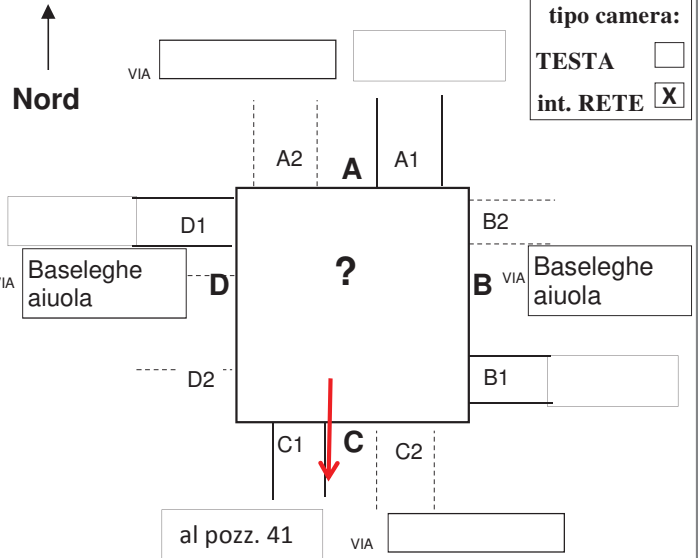 tipo camera:
TESTA
int. RETE X
Nord
VIA
A2
A
A1
D1
B2
VIA
Baseleghe
aiuola
D
?
B
VIA
Baseleghe
aiuola
D2
B1
C1
C
C2
al pozz. 41
VIA